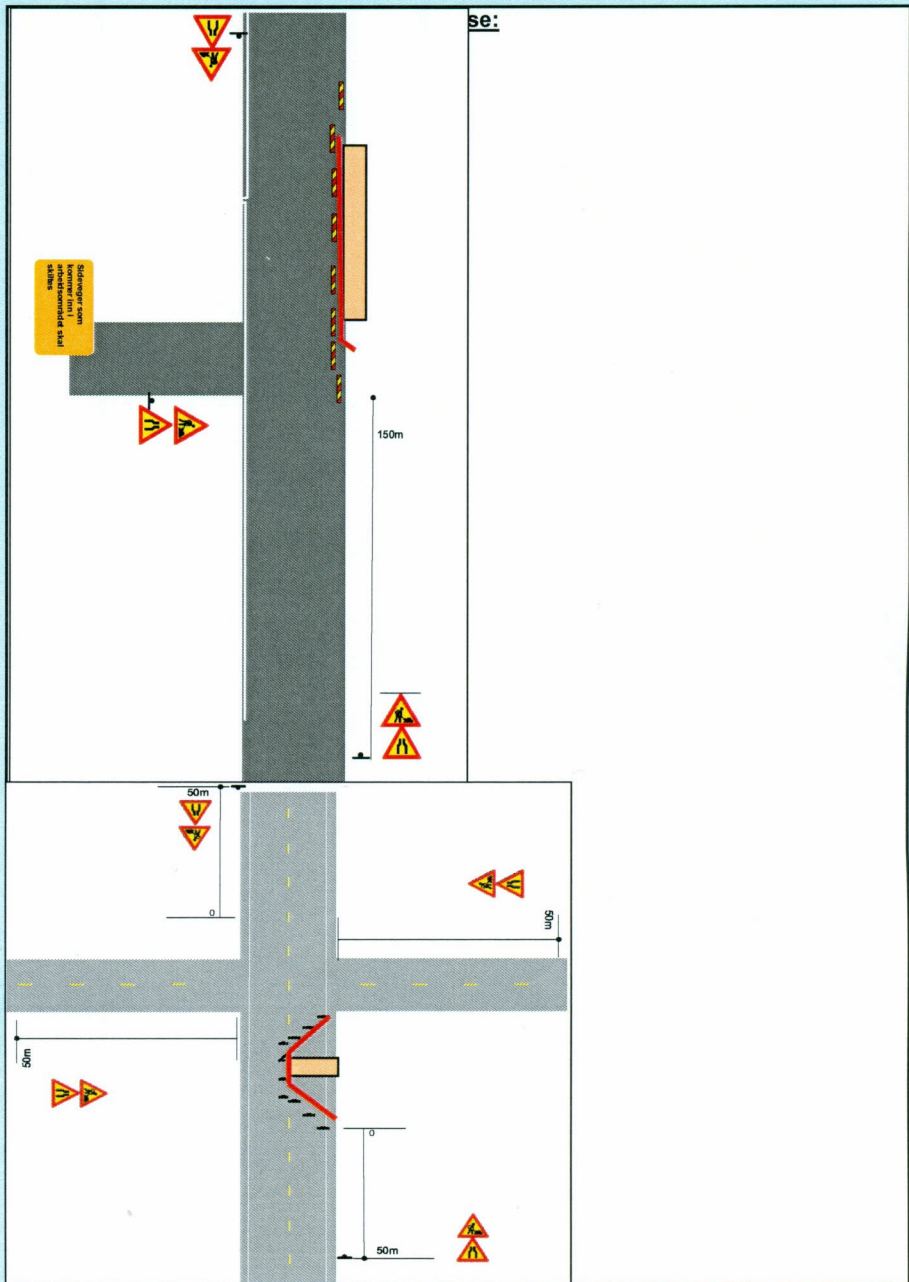 se:
Sideveger som
kommer inn i
arbeidsområdet skal
skiltes
150m
50m
0
50m
50m
0
50m